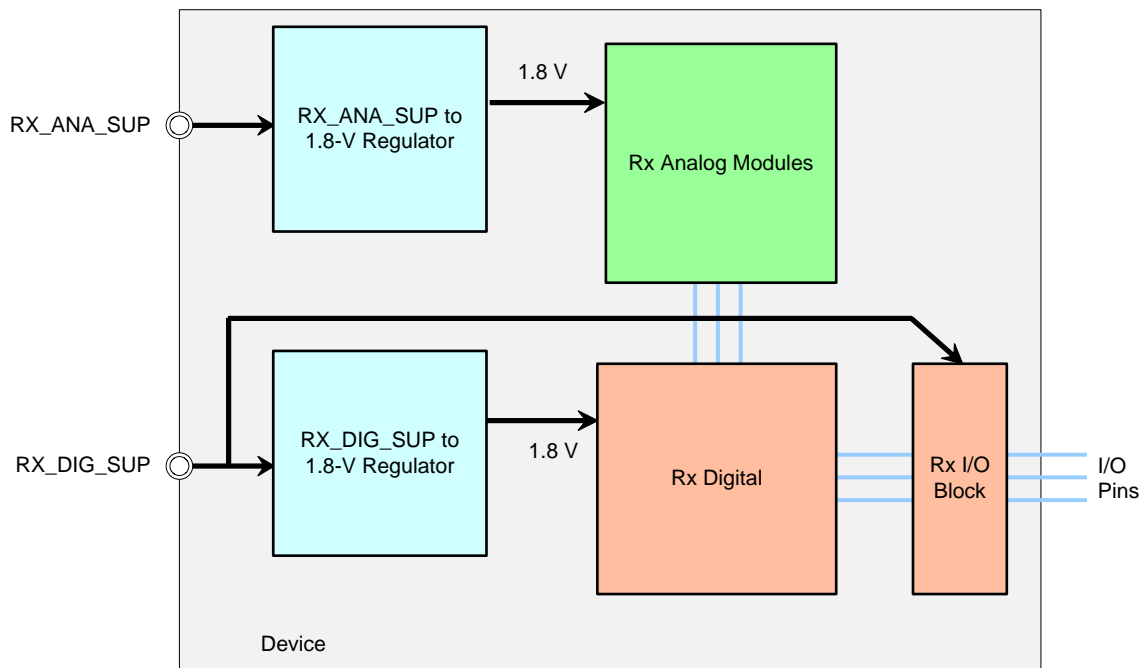 1.8 V
RX_ANA_SUP
RX_ANA_SUP to
1.8-V Regulator
Rx Analog Modules
RX_DIG_SUP
RX_DIG_SUP to
1.8-V Regulator
1.8 V
Rx Digital
Rx I/O
Block
I/O
Pins
Device